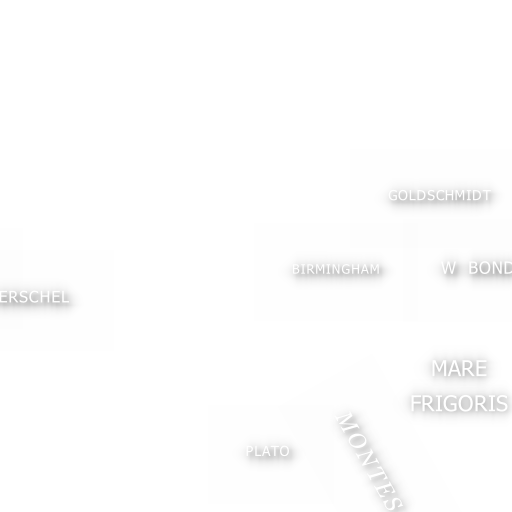 GOLDSCHMIDT
BIRMINGHAM
W BOND
ERSCHEL
MARE
FRIGORIS
PLATO
MONTES